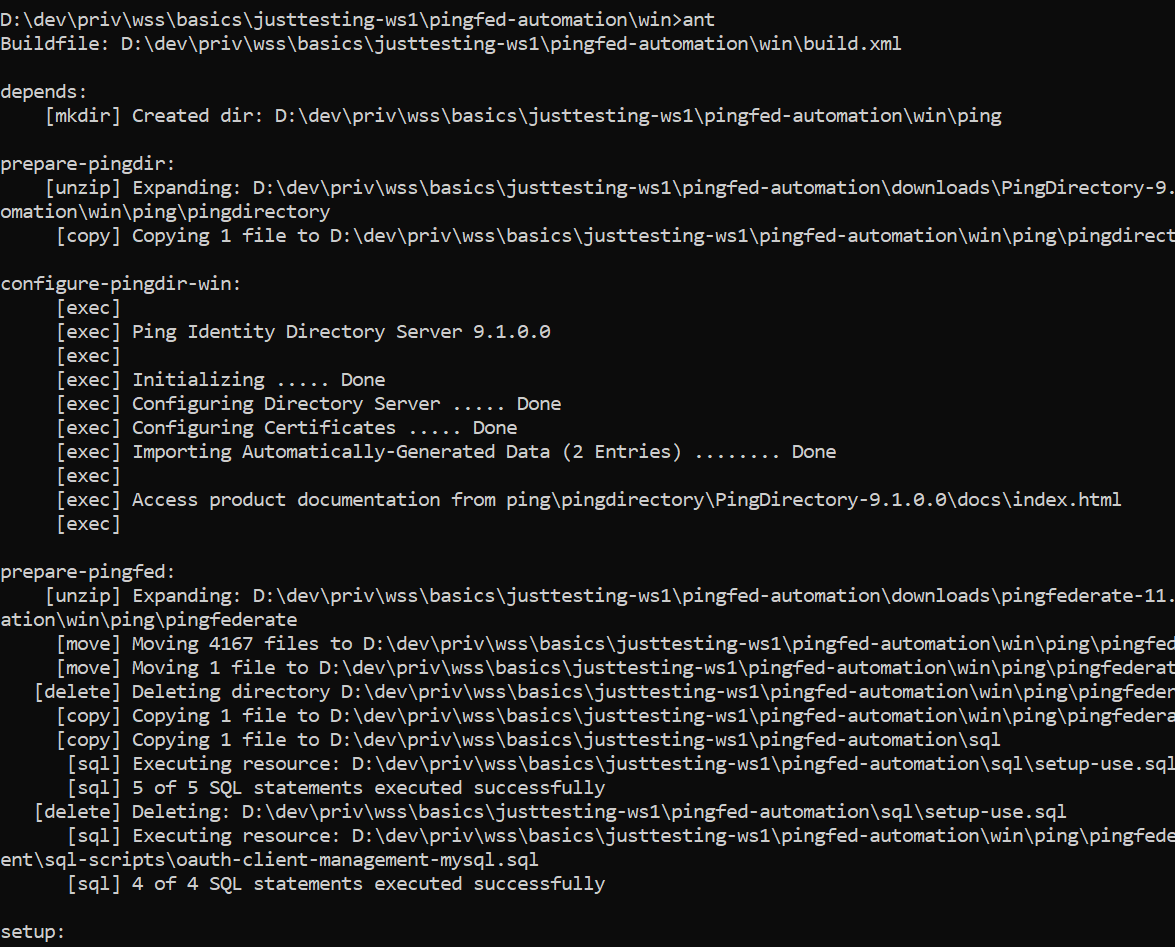 D:\dev\priv\wss\basics\justtesting-ws1\pingfed-automation\win>ant
Buildfile: D:\dev\priv\wss\basics\justtesting-ws1\pingfed-automation\win\build.xml
depends:
[mkdir] Created dir: D:\dev\priv\wss\basics\justtesting-ws1\pingfed-automation\win\ping
prepare-pingdir:
[unzip] Expanding: D:\dev\priv\wss\basics\justtesting-ws1\pingfed-automation\downloads\PingDirectory-9.
omation\win\ping\pingdirectory
[copy] Copying 1 file to D:\dev\priv\wss\basics\justtesting-ws1\pingfed-automation\win\ping\pingdirect
configure-pingdir-win:
[exec]
[exec] Ping Identity Directory Server 9.1.0.0
[exec]
[exec] Initializing ..... Done
[exec] Configuring Directory Server ..... Done
[exec] Configuring Certificates ..... Done
[exec] Importing Automatically-Generated Data (2 Entries) ........ Done
[exec]
[exec] Access product documentation from ping\pingdirectory\PingDirectory-9.1.0.0\docs\index.html
[exec]
prepare-pingfed:
[unzip] Expanding: D:\dev\priv\wss\basics\justtesting-ws1\pingfed-automation\downloads\pingfederate-11.
ation\win\ping\pingfederate
[move] Moving 4167 files to D:\dev\priv\wss\basics\justtesting-ws1\pingfed-automation\win\ping\pingfed
[move] Moving 1 file to D:\dev\priv\wss\basics\justtesting-ws1\pingfed-automation\win\ping\pingfederat
[delete] Deleting directory D:\dev\priv\wss\basics\justtesting-ws1\pingfed-automation\win\ping\pingfeder
[copy] Copying 1 file to D:\dev\priv\wss\basics\justtesting-ws1\pingfed-automation\win\ping\pingfedera
[copy] Copying 1 file to D:\dev\priv\wss\basics\justtesting-ws1\pingfed-automation\sql
[sql] Executing resource: D:\dev\priv\wss\basics\justtesting-ws1\pingfed-automation\sql\setup-use.sql
[sql] 5 of 5 SQL statements executed successfully
[delete] Deleting: D:\dev\priv\wss\basics\justtesting-ws1\pingfed-automation\sql\setup-use.sql
[sql] Executing resource: D:\dev\priv\wss\basics\justtesting-ws1\pingfed-automation\win\ping\pingfede
ent\sql-scripts\oauth-client-management-mysql.sql
[sql] 4 of 4 SQL statements executed successfully
setup: